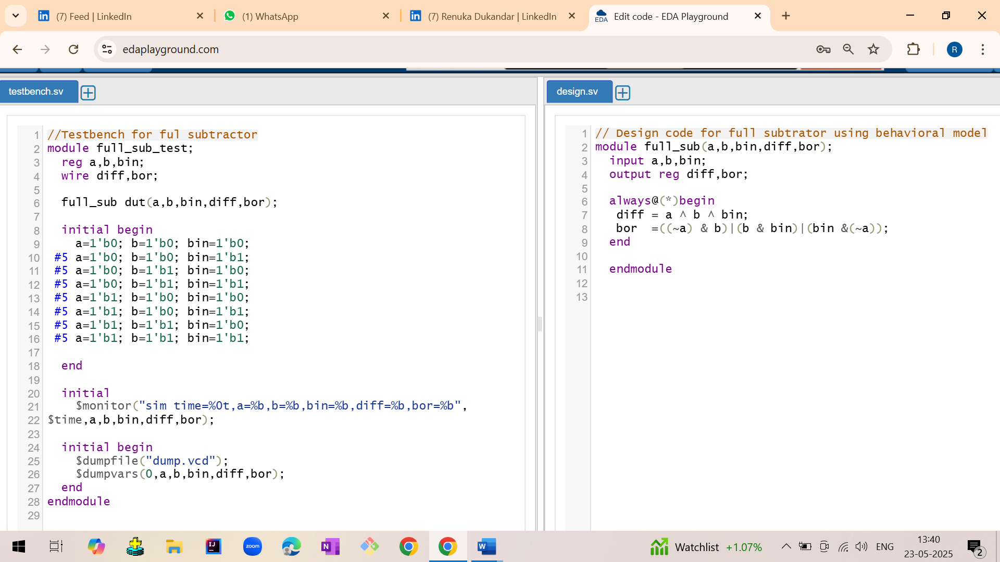 (7) Feed | LinkedIn
(1) WhatsApp
(7) Renuka Dukandar | LinkedIn
EDA
Edit code - EDA Playground
edaplayground.com
R
testbench.sv
1 //Testbench for ful subtractor
2 module full_sub_test;
3 reg a,b,bin;
4 wire diff,bor;
5
6 full_sub dut(a,b,bin,diff,bor);
7
8 initial begin
9 a=1'b0; b=1'b0; bin=1'b0;
10 #5 a=1'b0; b=1'b0; bin=1'b1;
11 #5 a=1'b0; b=1'b1; bin=1'b0;
12 #5 a=1'b0; b=1'b1; bin=1'b1;
13 #5 a=1'b1; b=1'b0; bin=1'b0;
14 #5 a=1'b1; b=1'b0; bin=1'b1;
15 #5 a=1'b1; b=1'b1; bin=1'b0;
16 #5 a=1'b1; b=1'b1; bin=1'b1;
17
18 end
19
20 initial
21 $monitor("sim time=%0t,a=%b,b=%b,bin=%b,diff=%b,bor=%b",
22 $time,a,b,bin,diff,bor);
23
24 initial begin
25 $dumpfile("dump.vcd");
26 $dumpvars(0,a,b,bin,diff,bor);
27 end
28 endmodule
29
design.sv
1 // Design code for full subtrator using behavioral model
2 module full_sub(a,b,bin,diff,bor);
3 input a,b,bin;
4 output reg diff,bor;
5
6 always@(*)begin
7 diff = a ^ b ^ bin;
8 bor =((~a) & b)|(b & bin)|(bin &(~a));
9 end
10
11 endmodule
12
13
IJ
zoom
N
W
Watchlist +1.07%
ENG
13:40
23-05-2025
2